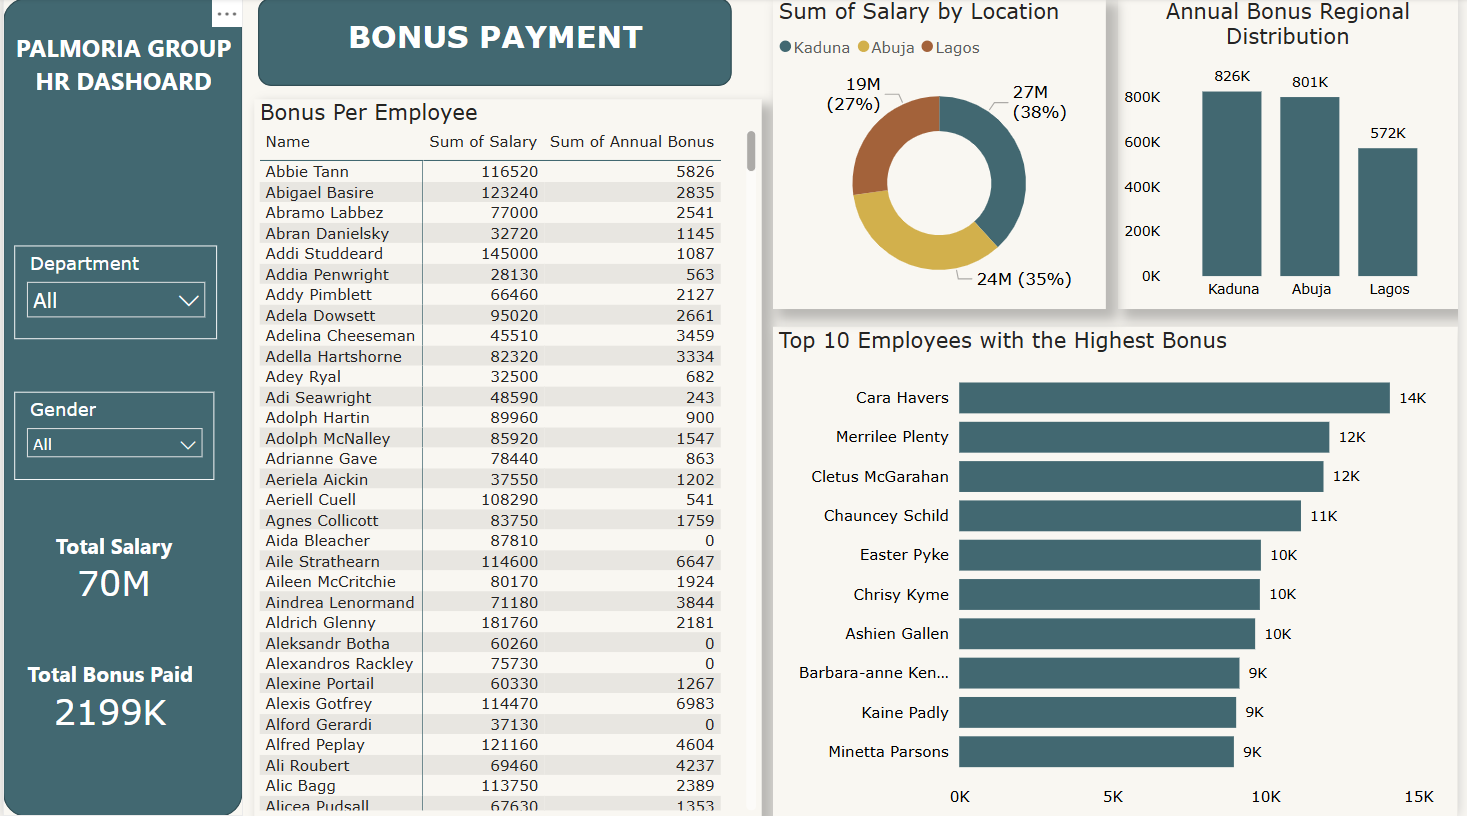 ...
PALMORIA GROUP
HR DASHOARD
Department
All
Gender
All
Total Salary
70M
Total Bonus Paid
2199K
BONUS PAYMENT
Bonus Per Employee
Name Sum of Salary Sum of Annual Bonus
Abbie Tann 116520 5826
Abigael Basire 123240 2835
Abramo Labbez 77000 2541
Abran Danielsky 32720 1145
Addi Studdeard 145000 1087
Addia Penwright 28130 563
Addy Pimblett 66460 2127
Adela Dowsett 95020 2661
Adelina Cheeseman 45510 3459
Adella Hartshorne 82320 3334
Adey Ryal 32500 682
Adi Seawright 48590 243
Adolph Hartin 89960 900
Adolph McNalley 85920 1547
Adrianne Gave 78440 863
Aeriela Aickin 37550 1202
Aeriell Cuell 108290 541
Agnes Collicott 83750 1759
Aida Bleacher 87810 0
Aile Strathearn 114600 6647
Aileen McCritchie 80170 1924
Aindrea Lenormand 71180 3844
Aldrich Glenny 181760 2181
Aleksandr Botha 60260 0
Alexandros Rackley 75730 0
Alexine Portail 60330 1267
Alexis Gotfrey 114470 6983
Alford Gerardi 37130 0
Alfred Peplay 121160 4604
Ali Roubert 69460 4237
Alic Bagg 113750 2389
Alicea Pudsall 67630 1353
Sum of Salary by Location
Kaduna Abuja Lagos
19M
(27%)
27M
(38%)
24M (35%)
Annual Bonus Regional
Distribution
826K
801K
572K
800K
600K
400K
200K
0K
Kaduna Abuja Lagos
Top 10 Employees with the Highest Bonus
Cara Havers 14K
Merrilee Plenty 12K
Cletus McGarahan 12K
Chauncey Schild 11K
Easter Pyke 10K
Chrisy Kyme 10K
Ashien Gallen 10K
Barbara-anne Ken... 9K
Kaine Padly 9K
Minetta Parsons 9K
0K 5K 10K 15K